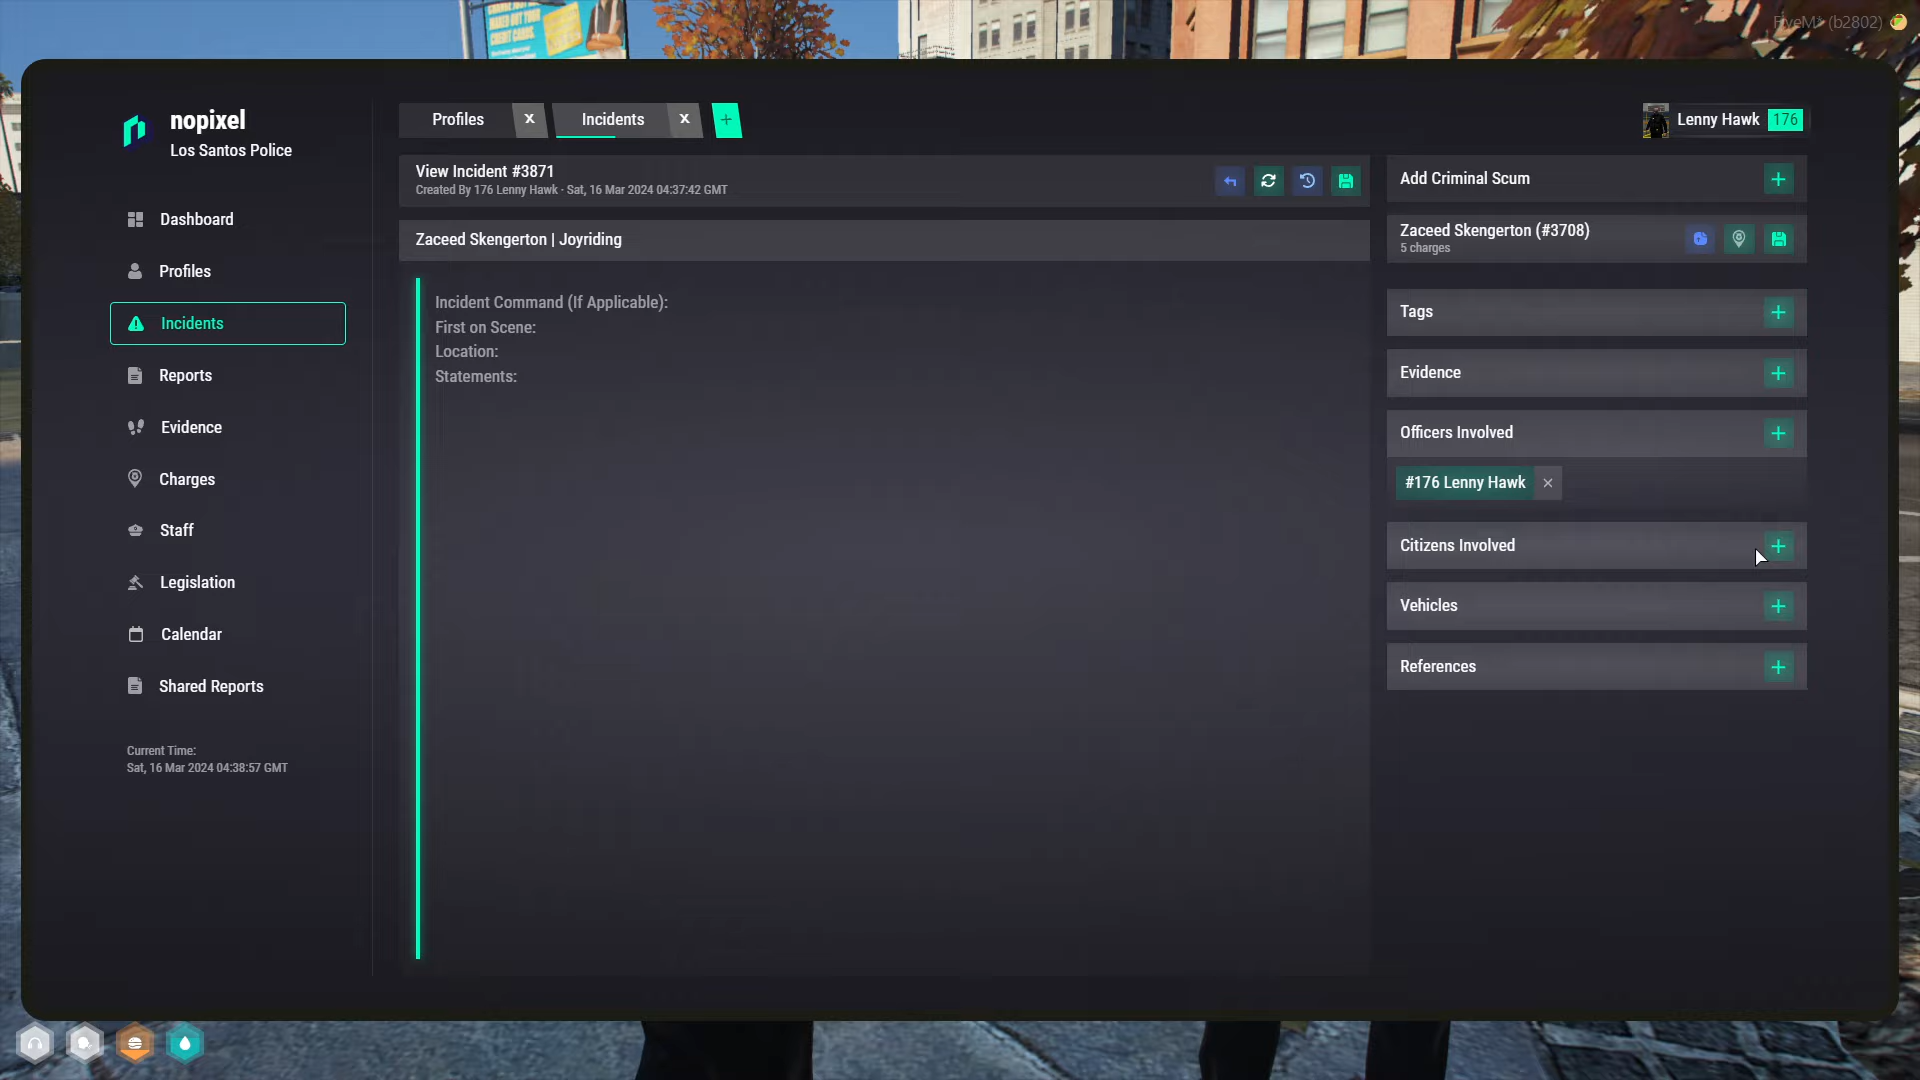 FiveM* (b2802)
nopixel
Los Santos Police
Profiles x
Incidents x
+
Lenny Hawk 176
View Incident #3871
Created By 176 Lenny Hawk · Sat, 16 Mar 2024 04:37:42 GMT
Add Criminal Scum +
Zaceed Skengerton | Joyriding
Zaceed Skengerton (#3708)
5 charges
Dashboard
Profiles
Incidents
Reports
Evidence
Charges
Staff
Legislation
Calendar
Shared Reports
Current Time:
Sat, 16 Mar 2024 04:38:57 GMT
Incident Command (If Applicable):
First on Scene:
Location:
Statements:
Tags +
Evidence +
Officers Involved +
#176 Lenny Hawk ×
Citizens Involved +
Vehicles +
References +